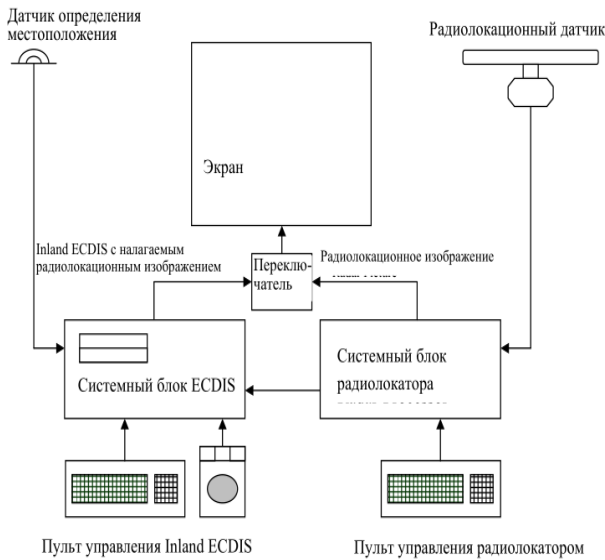 Датчик определения
местоположения
Радиолокационный датчик
Экран
Inland ECDIS с налагаемым
радиолокационным изображением
Переклю-
чатель
Радиолокационное изображение
Системный блок ECDIS
Системный блок
радиолокатора
Пульт управления Inland ECDIS
Пульт управления радиолокатором